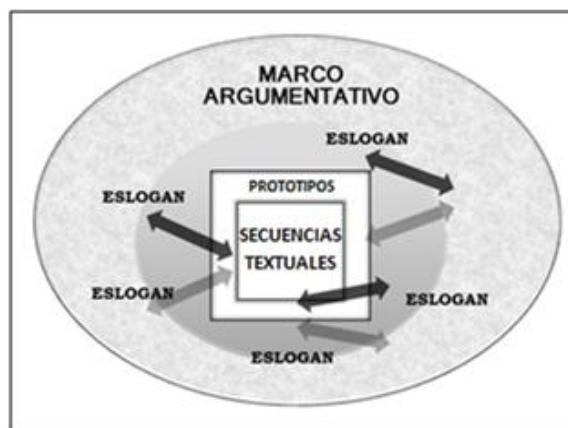 MARCO
ARGUMENTATIVO
ESLOGAN
PROTOTIPOS
ESLOGAN
SECUENCIAS
TEXTUALES
ESLOGAN
ESLOGAN
ESLOGAN